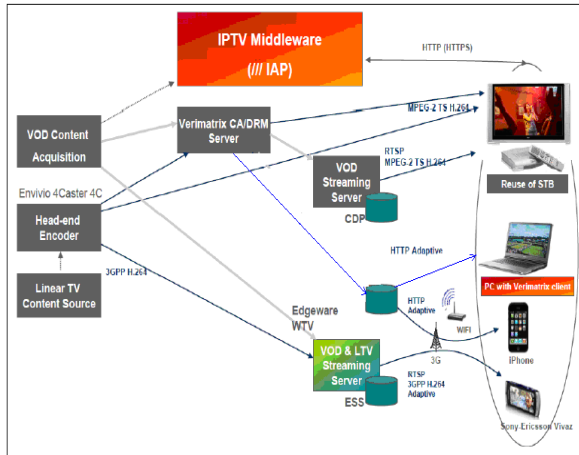 IPTV Middleware
(/// IAP)
HTTP (HTTPS)
MPEG-2 TS H.264
Verimatrix CA/DRM
Server
VOD Content
Acquisition
RTSP
MPEG-2 TS H.264
VOD
Streaming
Server
CDP
Reuse of STB
Envivio 4Caster 4C
Head-end
Encoder
HTTP Adaptive
3GPP H.264
Linear TV
Content Source
PC with Verimatrix client
Edgeware
WTV
HTTP
Adaptive
WIFI
3G
iPhone
VOD & LTV
Streaming
Server
ESS
RTSP
3GPP H.264
Adaptive
Sony-Ericsson Vivaz